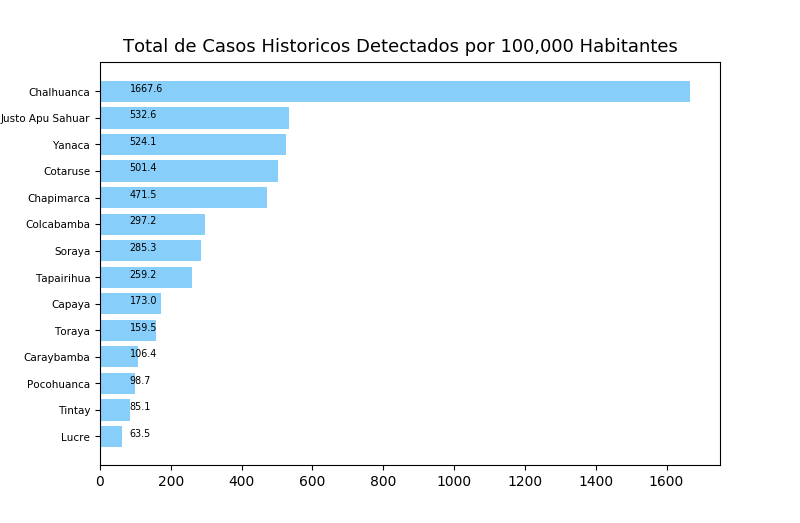 Total de Casos Historicos Detectados por 100,000 Habitantes
Chalhuanca 1667.6
Justo Apu Sahuar 532.6
Yanaca 524.1
Cotaruse 501.4
Chapimarca 471.5
Colcabamba 297.2
Soraya 285.3
Tapairihua 259.2
Capaya 173.0
Toraya 159.5
Caraybamba 106.4
Pocohuanca 98.7
Tintay 85.1
Lucre 63.5
0 200 400 600 800 1000 1200 1400 1600